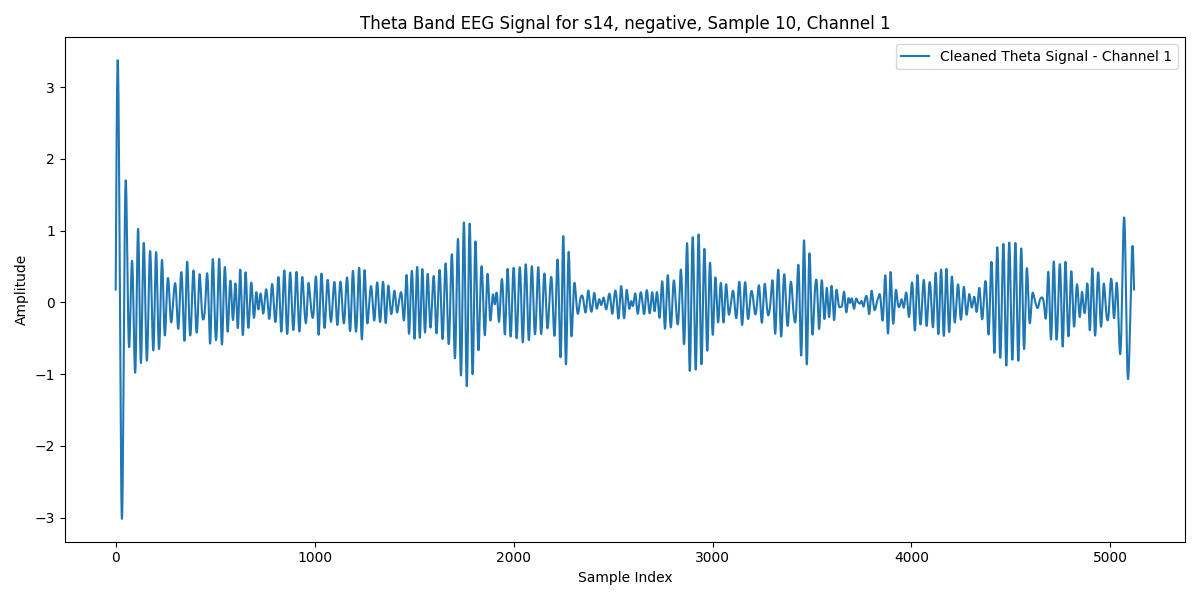 Theta Band EEG Signal for s14, negative, Sample 10, Channel 1
Cleaned Theta Signal - Channel 1
Amplitude
3
2
1
0
−1
−2
−3
0 1000 2000 3000 4000 5000
Sample Index